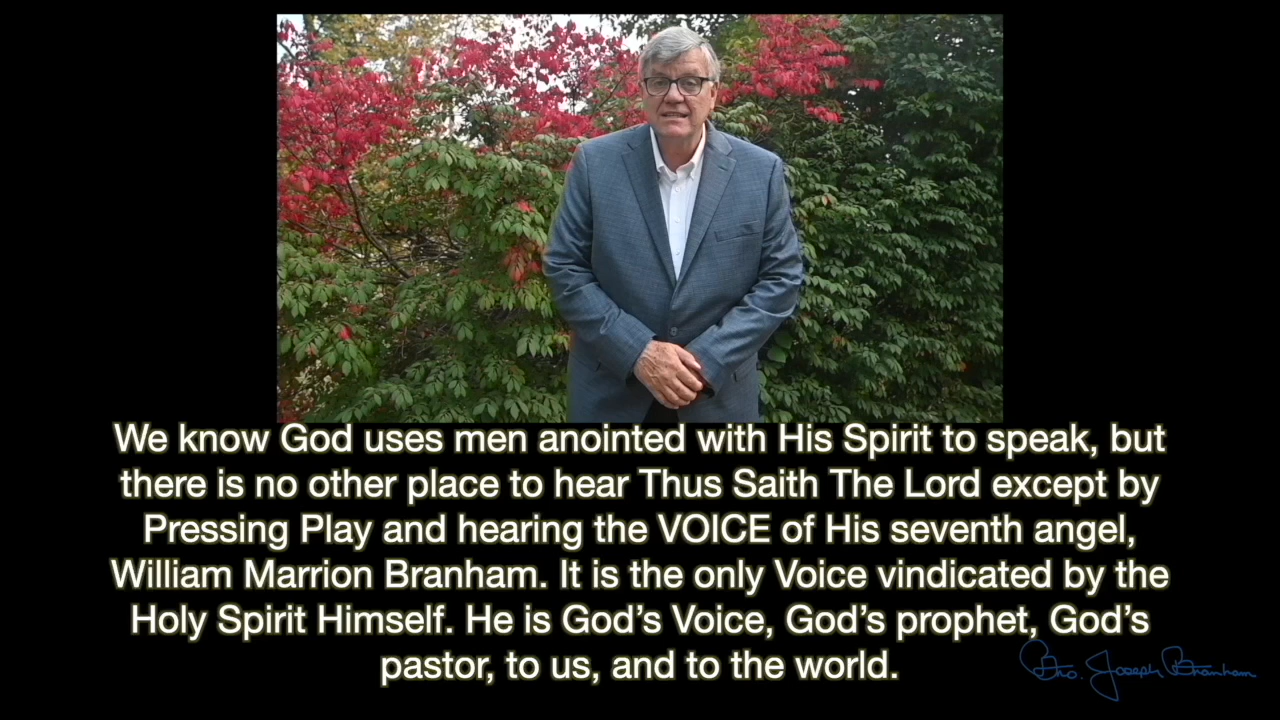 We know God uses men anointed with His Spirit to speak, but
there is no other place to hear Thus Saith The Lord except by
Pressing Play and hearing the VOICE of His seventh angel,
William Marrion Branham. It is the only Voice vindicated by the
Holy Spirit Himself. He is God’s Voice, God’s prophet, God’s
pastor, to us, and to the world.
Bro. Joseph Branham